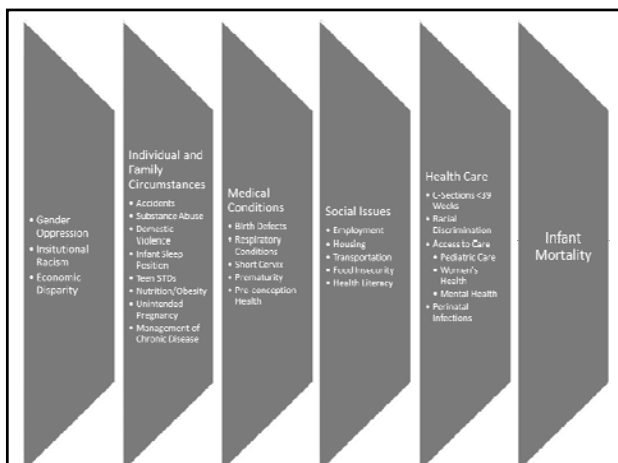 • Gender
Oppression
• Insitutional
Racism
• Economic
Disparity
Individual and
Family
Circumstances
• Accidents
• Substance Abuse
• Domestic
Violence
• Infant Sleep
Position
• Teen STDs
• Nutrition/Obesity
• Unintended
Pregnancy
• Management of
Chronic Disease
Medical
Conditions
• Birth Defects
• Respiratory
Conditions
• Short Cervix
• Prematurity
• Pre-conception
Health
Social Issues
• Employment
• Housing
• Transportation
• Food Insecurity
• Health Literacy
Health Care
• C-Sections <39
Weeks
• Racial
Discrimination
• Access to Care
• Pediatric Care
• Women's
Health
• Mental Health
• Perinatal
Infections
Infant
Mortality